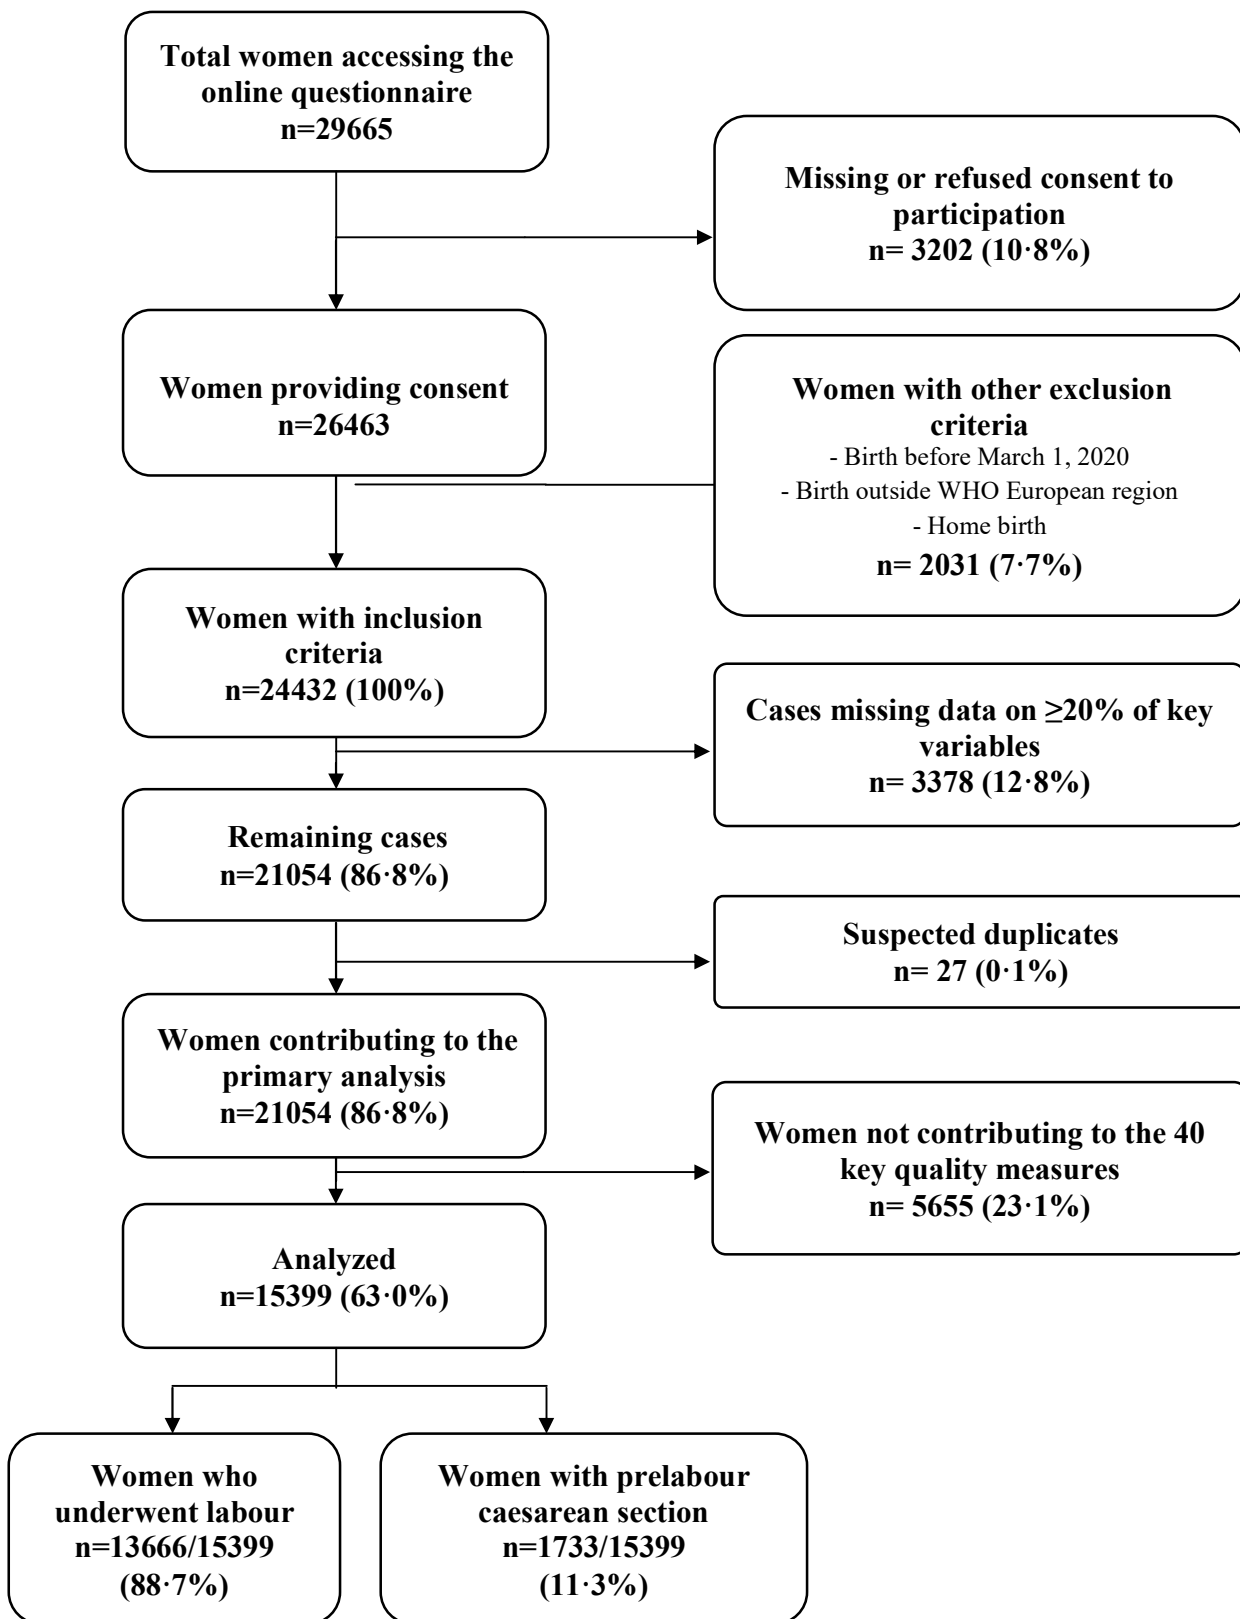 Total women accessing the
online questionnaire
n=29665
Missing or refused consent to
participation
n= 3202 (10·8%)
Women providing consent
n=26463
Women with other exclusion
criteria
- Birth before March 1, 2020
- Birth outside WHO European region
- Home birth
n= 2031 (7·7%)
Women with inclusion
criteria
n=24432 (100%)
Cases missing data on ≥20% of key
variables
n= 3378 (12·8%)
Remaining cases
n=21054 (86·8%)
Suspected duplicates
n= 27 (0·1%)
Women contributing to the
primary analysis
n=21054 (86·8%)
Women not contributing to the 40
key quality measures
n= 5655 (23·1%)
Analyzed
n=15399 (63·0%)
Women who
underwent labour
n=13666/15399
(88·7%)
Women with prelabour
caesarean section
n=1733/15399
(11·3%)